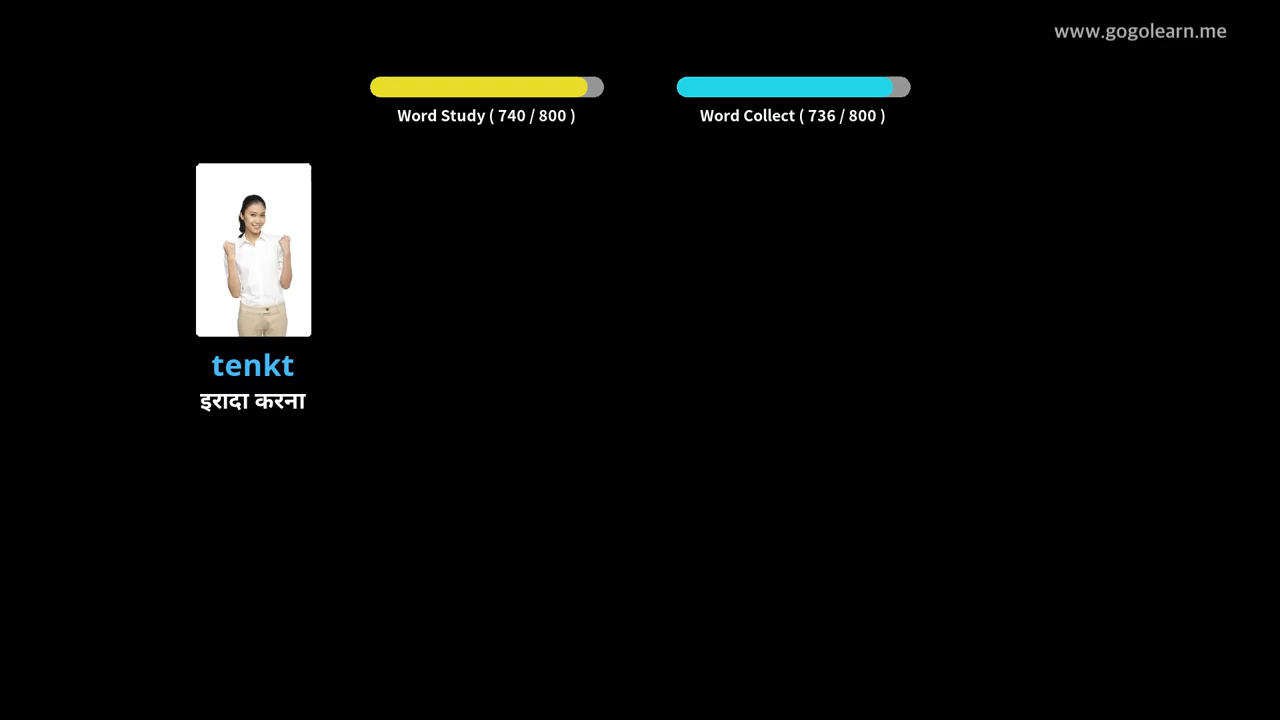 www.gogolearn.me
Word Study ( 740 / 800 )
Word Collect ( 736 / 800 )
tenkt
इरादा करना